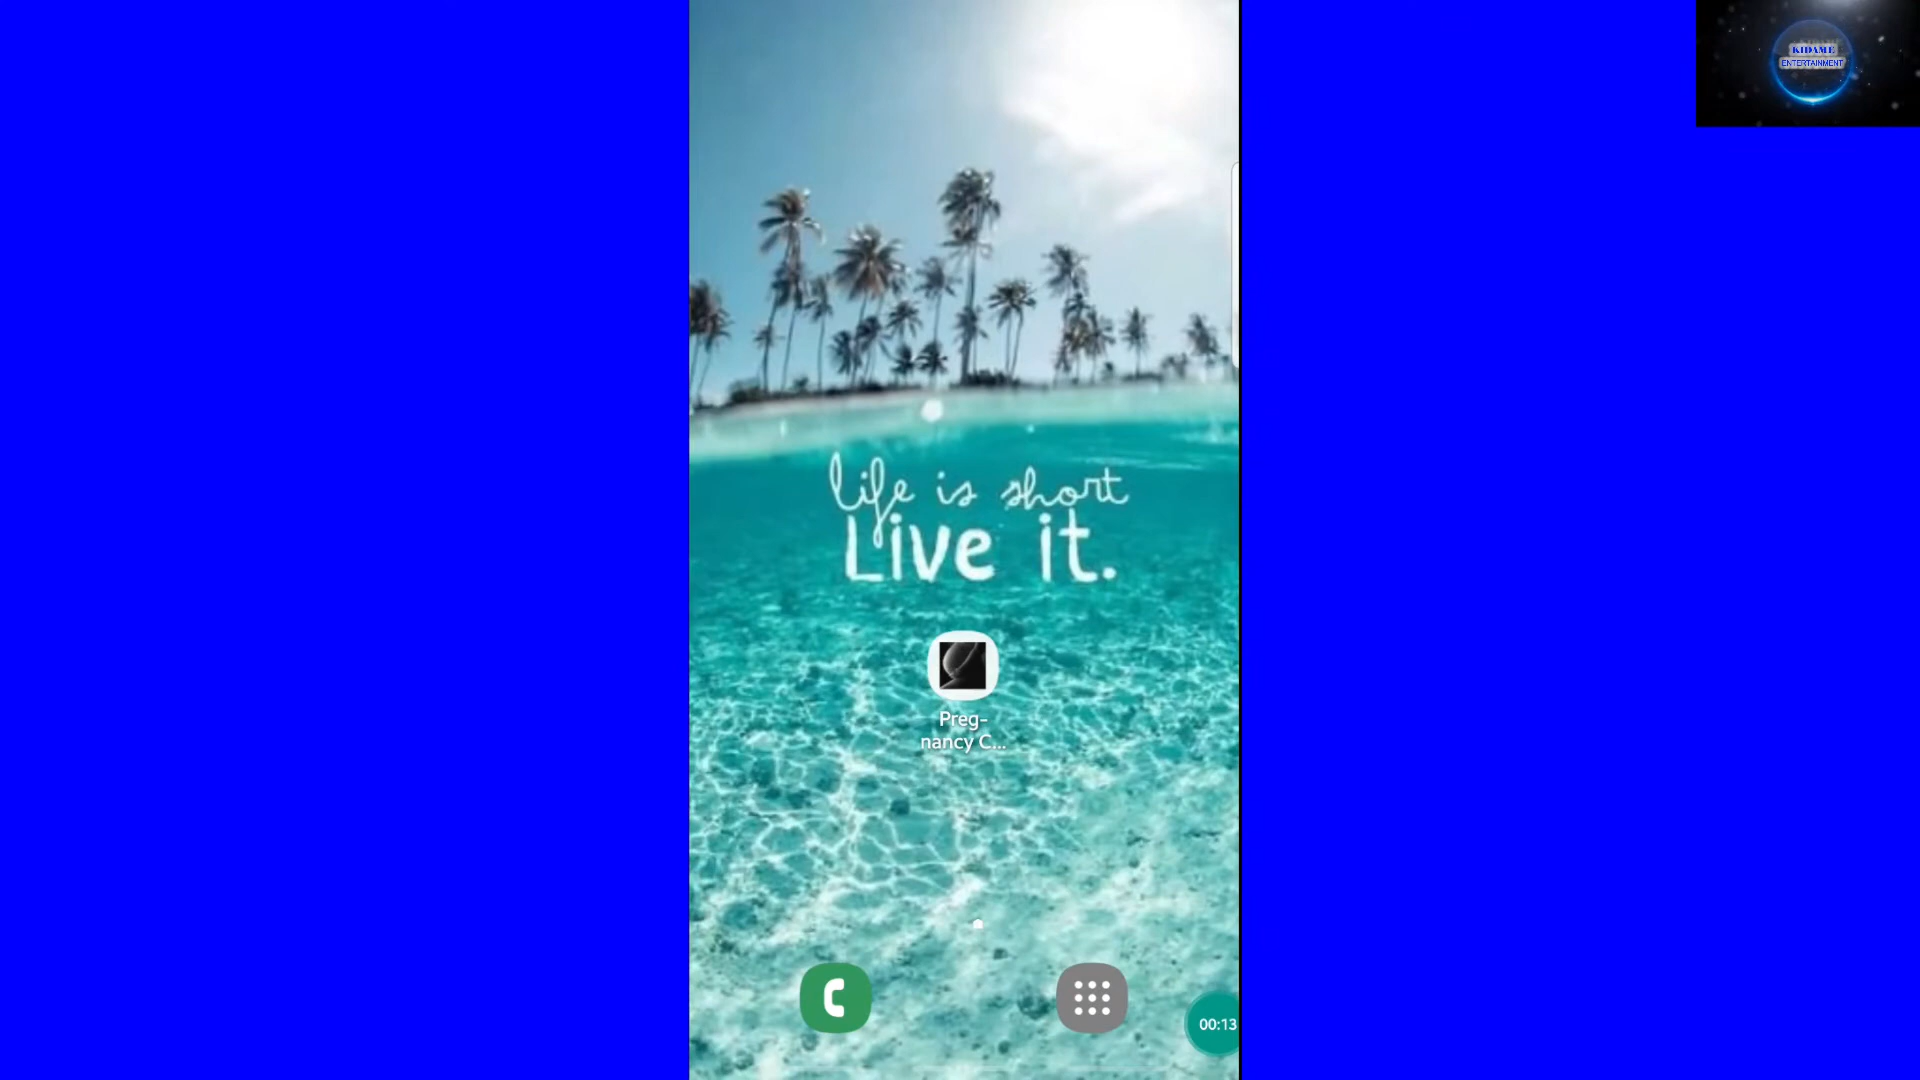 KIDAME
ENTERTAINMENT
life is short
Live it.
Preg-
nancy C...
00:13